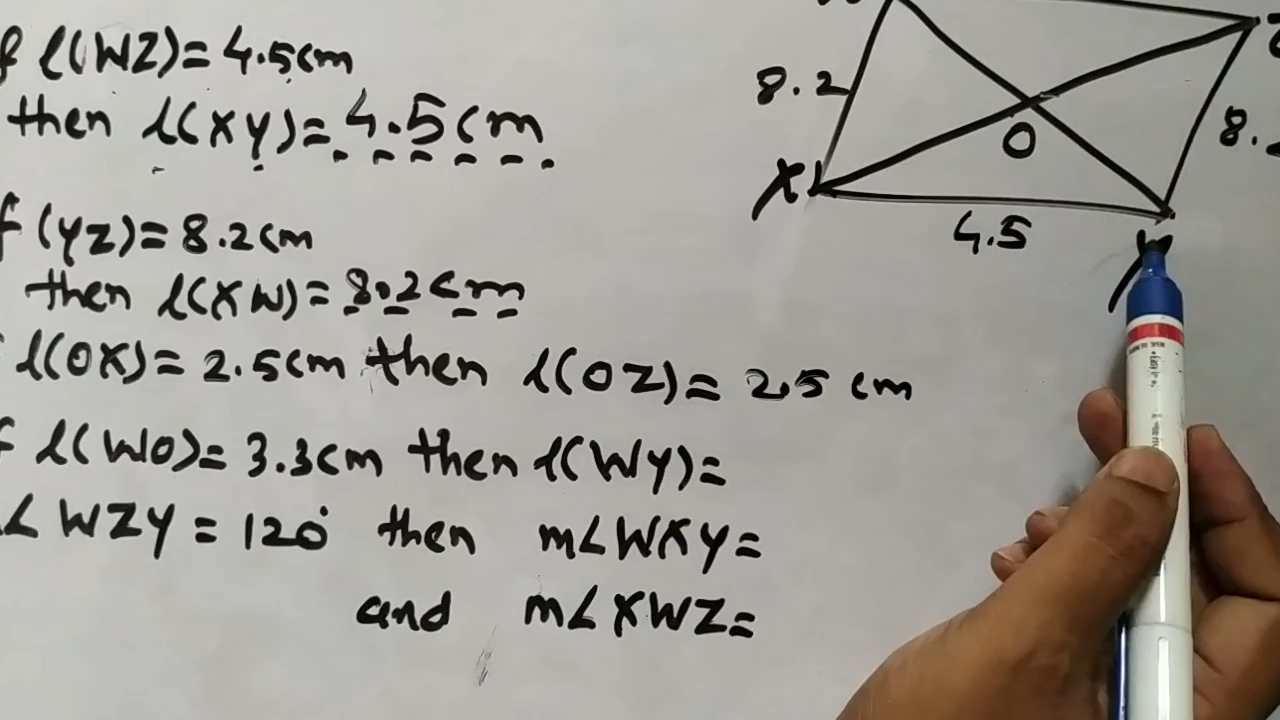 l(WZ)= 4.5cm
then l(XY)= 4.5cm
(YZ)= 8.2cm
then l(XW)= 8.2cm
l(OX)= 2.5cm then l(OZ)= 2.5 cm
l(WO)= 3.3cm then l(WY)=
∠WZY = 120° then m∠WXY=
and m∠XWZ=
8.2
O
8.
X
4.5
W